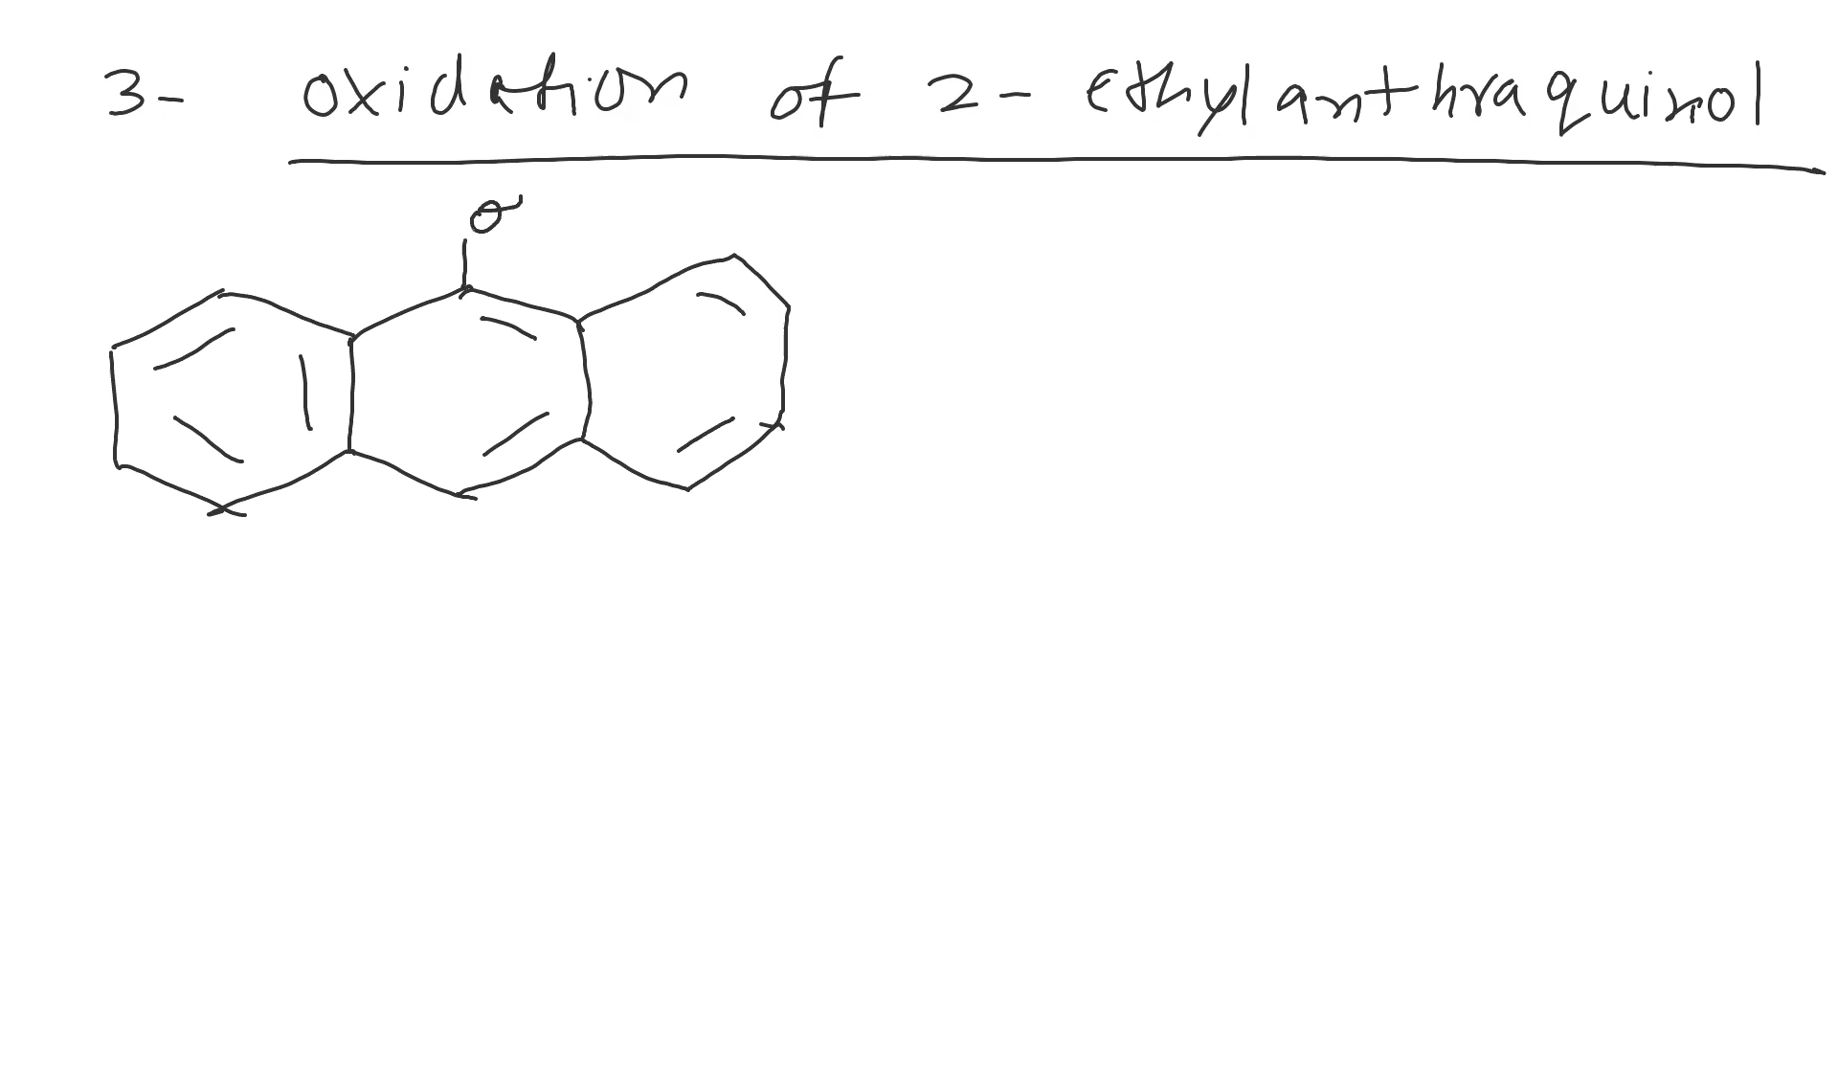 3- oxidation of 2- ethylanthraquinol
O